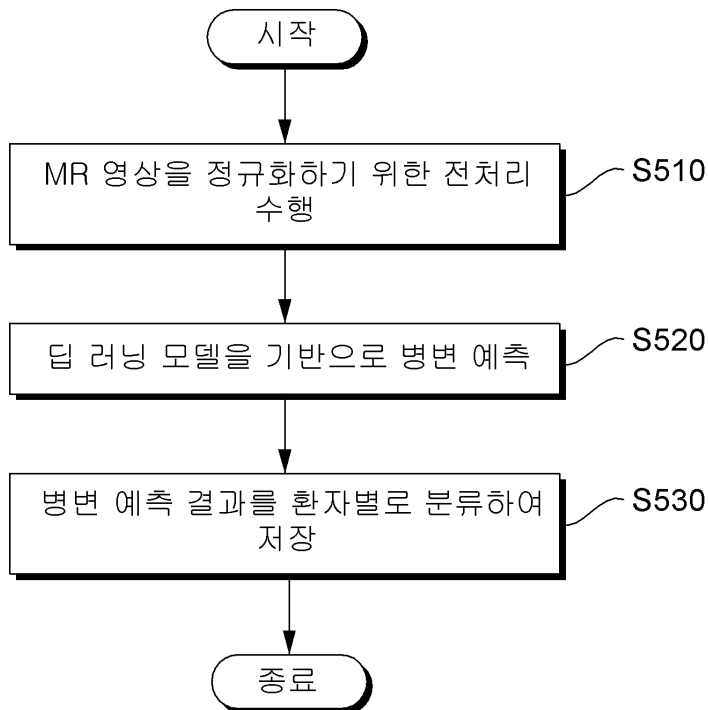 시작
MR 영상을 정규화하기 위한 전처리
수행
S510
딥 러닝 모델을 기반으로 병변 예측
S520
병변 예측 결과를 환자별로 분류하여
저장
S530
종료